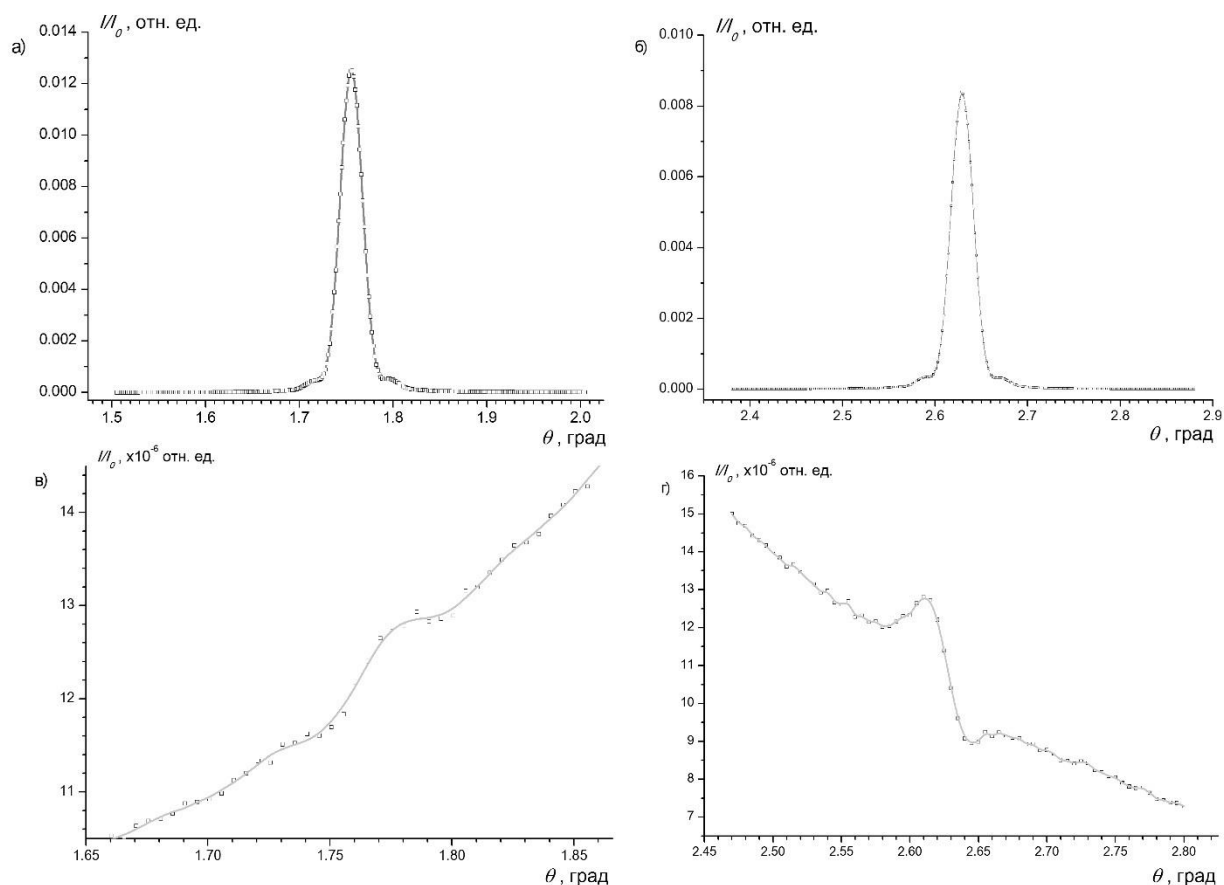 а)
I/I₀ , отн. ед.
0.014
0.012
0.010
0.008
0.006
0.004
0.002
0.000
1.5 1.6 1.7 1.8 1.9 2.0
θ , град
б)
I/I₀ , отн. ед.
0.010
0.008
0.006
0.004
0.002
0.000
2.4 2.5 2.6 2.7 2.8 2.9
θ , град
в)
I/I₀ , x10⁻⁶ отн. ед.
14
13
12
11
1.65 1.70 1.75 1.80 1.85
θ , град
г)
I/I₀ , x10⁻⁶ отн. ед.
16
15
14
13
12
11
10
9
8
7
2.45 2.50 2.55 2.60 2.65 2.70 2.75 2.80
θ , град